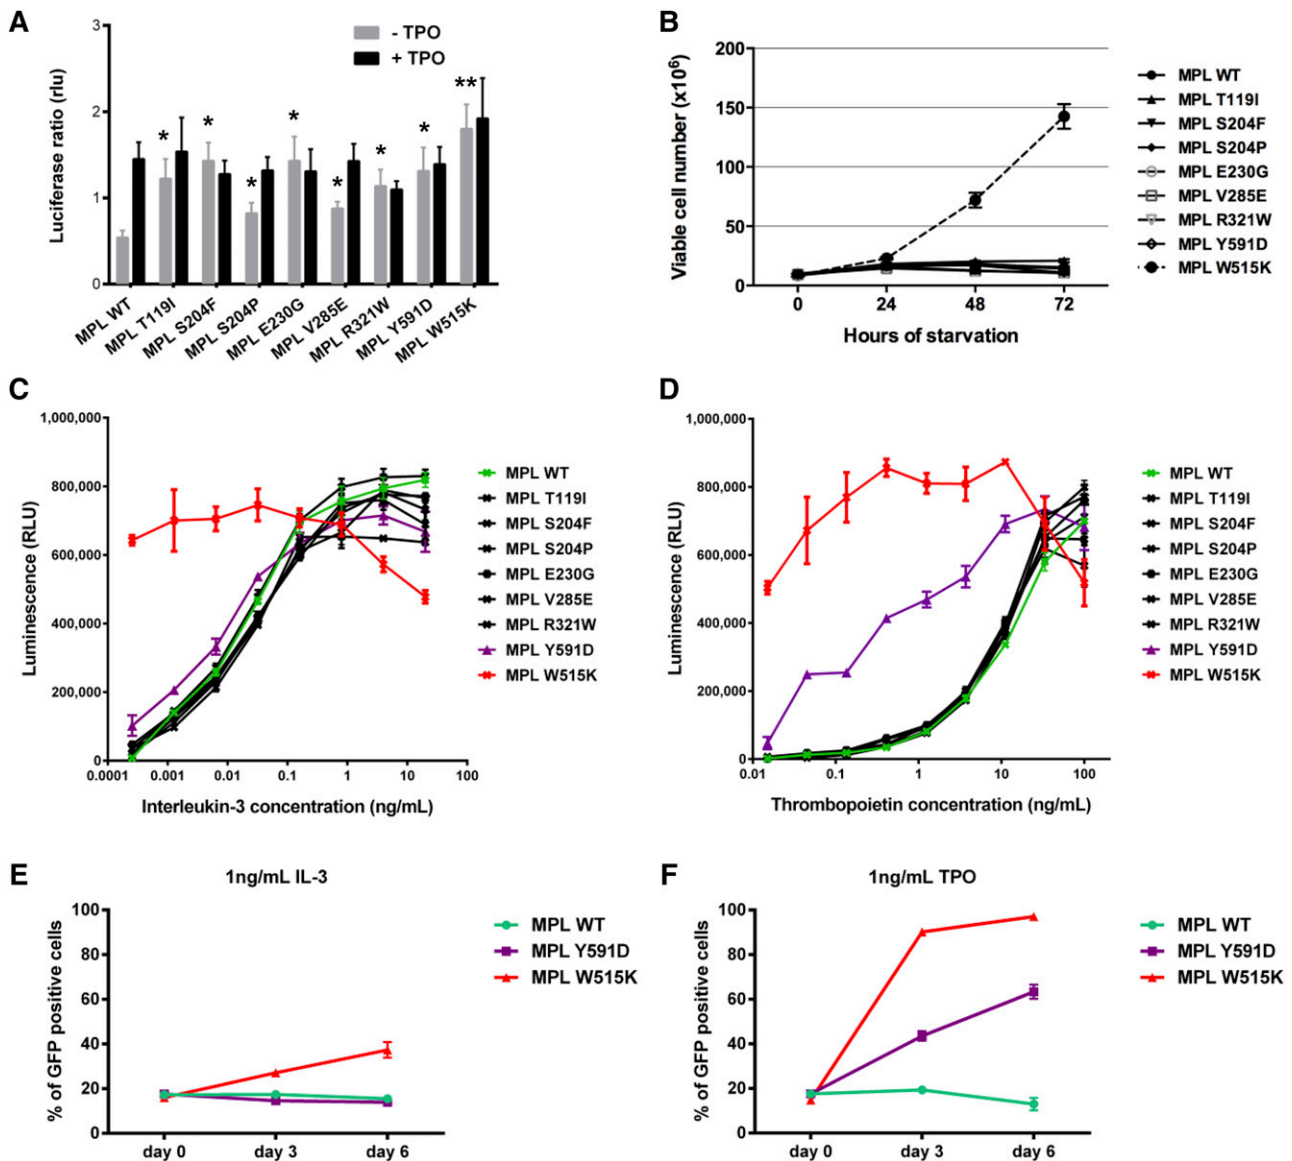 A
Luciferase ratio (rlu)
3
2
1
0
- TPO
+ TPO
*
*
*
*
*
*
*
**
MPL WT
MPL T119I
MPL S204F
MPL S204P
MPL E230G
MPL V285E
MPL R321W
MPL Y591D
MPL W515K
B
Viable cell number (x10⁶)
200
150
100
50
0
0 24 48 72
Hours of starvation
MPL WT
MPL T119I
MPL S204F
MPL S204P
MPL E230G
MPL V285E
MPL R321W
MPL Y591D
MPL W515K
C
Luminescence (RLU)
1,000,000
800,000
600,000
400,000
200,000
0
0.0001 0.001 0.01 0.1 1 10 100
Interleukin-3 concentration (ng/mL)
MPL WT
MPL T119I
MPL S204F
MPL S204P
MPL E230G
MPL V285E
MPL R321W
MPL Y591D
MPL W515K
D
Luminescence (RLU)
1,000,000
800,000
600,000
400,000
200,000
0
0.01 0.1 1 10 100
Thrombopoietin concentration (ng/mL)
MPL WT
MPL T119I
MPL S204F
MPL S204P
MPL E230G
MPL V285E
MPL R321W
MPL Y591D
MPL W515K
E
1ng/mL IL-3
% of GFP positive cells
100
80
60
40
20
0
day 0 day 3 day 6
MPL WT
MPL Y591D
MPL W515K
F
1ng/mL TPO
% of GFP positive cells
100
80
60
40
20
0
day 0 day 3 day 6
MPL WT
MPL Y591D
MPL W515K